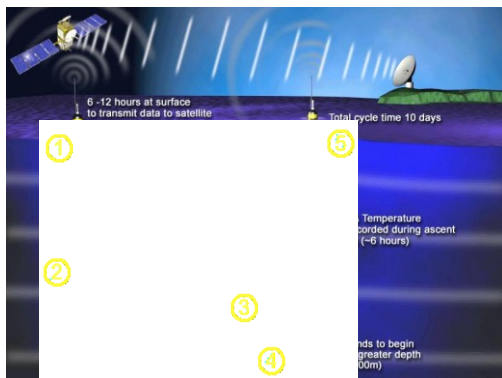 6 -12 hours at surface
to transmit data to satellite
Total cycle time 10 days
1
5
Temperature
corded during ascent
(~6 hours)
2
3
nds to begin
greater depth
00m)
4